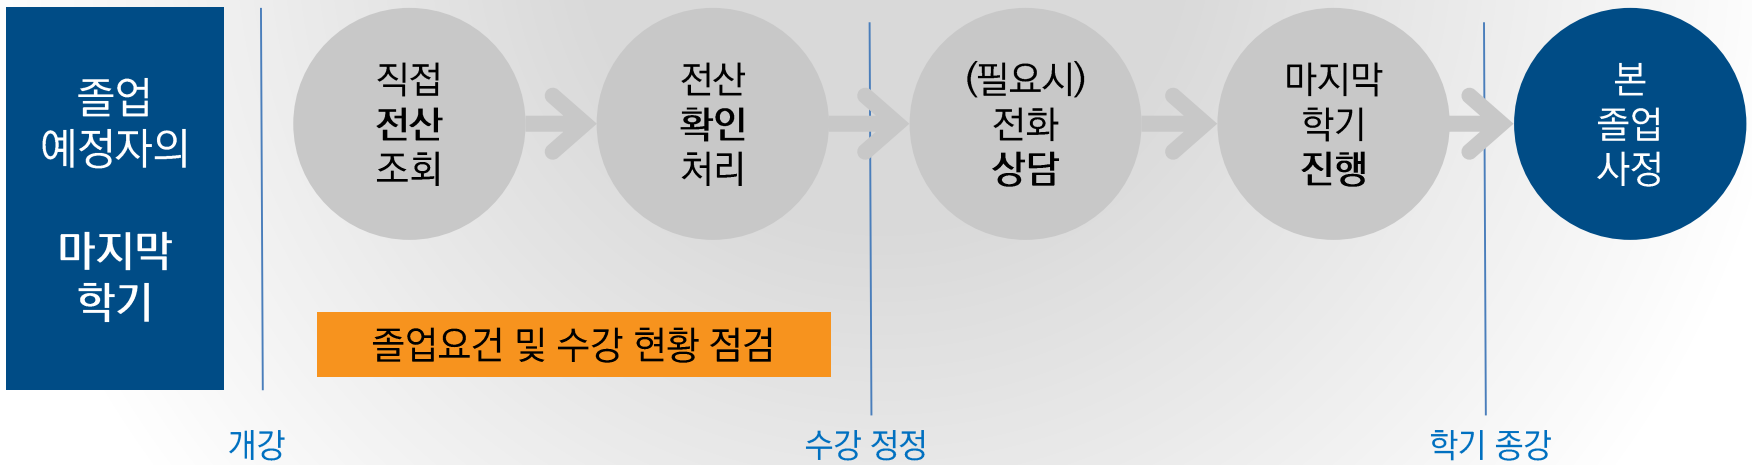 졸업
예정자의
마지막
학기
직접
전산
조회
전산
확인
처리
(필요시)
전화
상담
마지막
학기
진행
본
졸업
사정
졸업요건 및 수강 현황 점검
개강
수강 정정
학기 종강